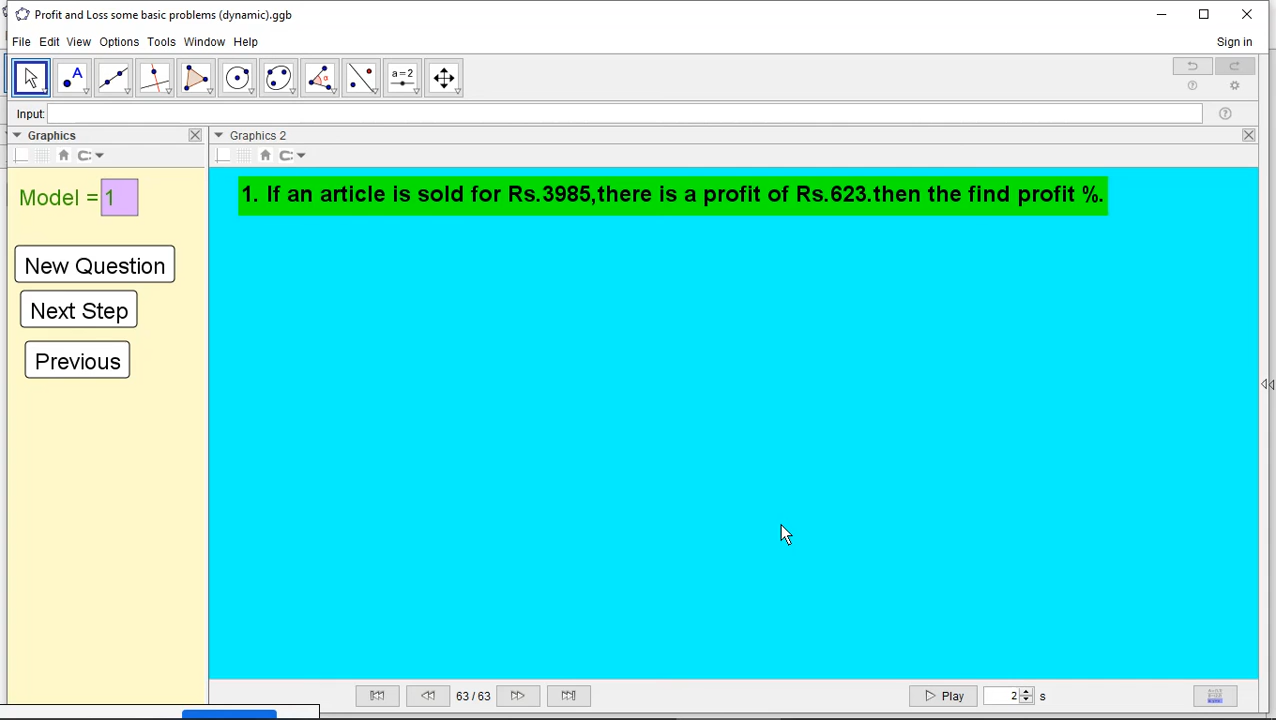 Profit and Loss some basic problems (dynamic).ggb
File Edit View Options Tools Window Help
Sign in
A
α
a=2
Input:
Graphics
Graphics 2
Model = 1
1. If an article is sold for Rs.3985,there is a profit of Rs.623.then the find profit %.
New Question
Next Step
Previous
63 / 63
Play
2 s